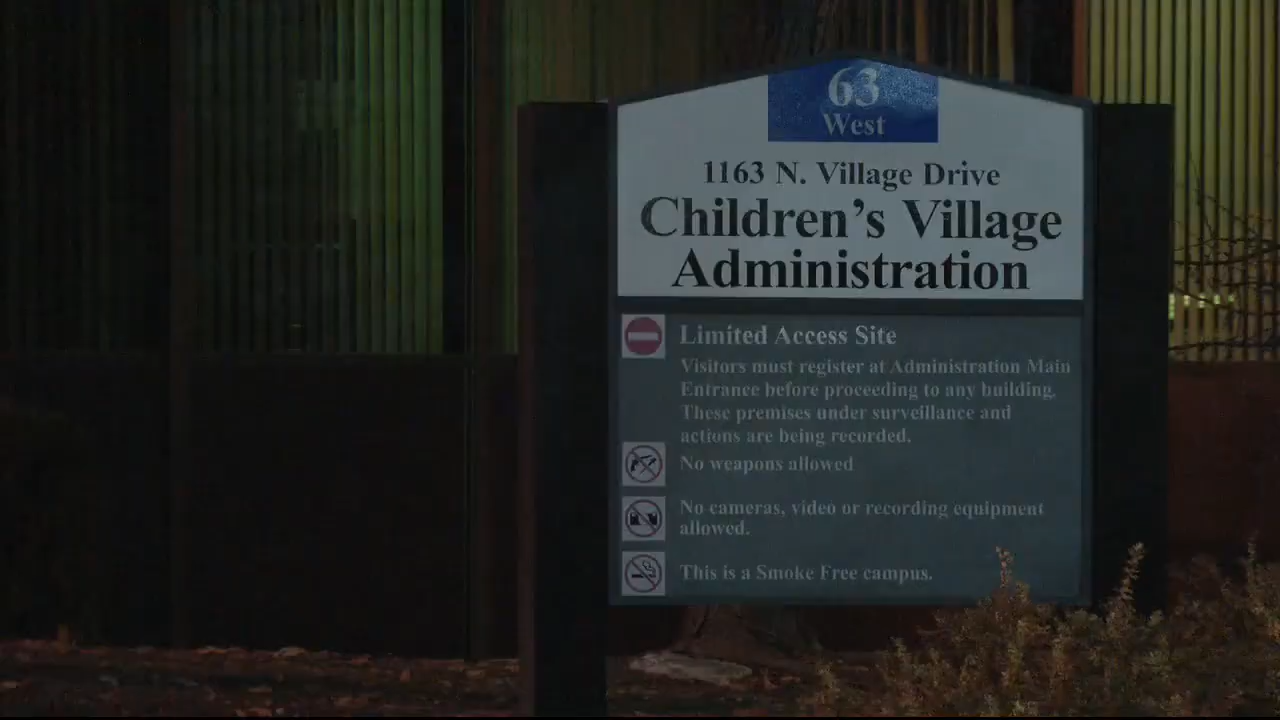 63
West
1163 N. Village Drive
Children's Village
Administration
Limited Access Site
Visitors must register at Administration Main
Entrance before proceeding to any building.
These premises under surveillance and
actions are being recorded.
No weapons allowed
No cameras, video or recording equipment
allowed.
This is a Smoke Free campus.